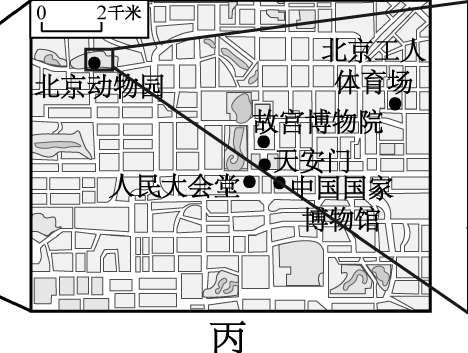 0 2千米
北京工人
体育场
北京动物园
故宫博物院
天安门
人民大会堂
中国国家
博物馆
丙